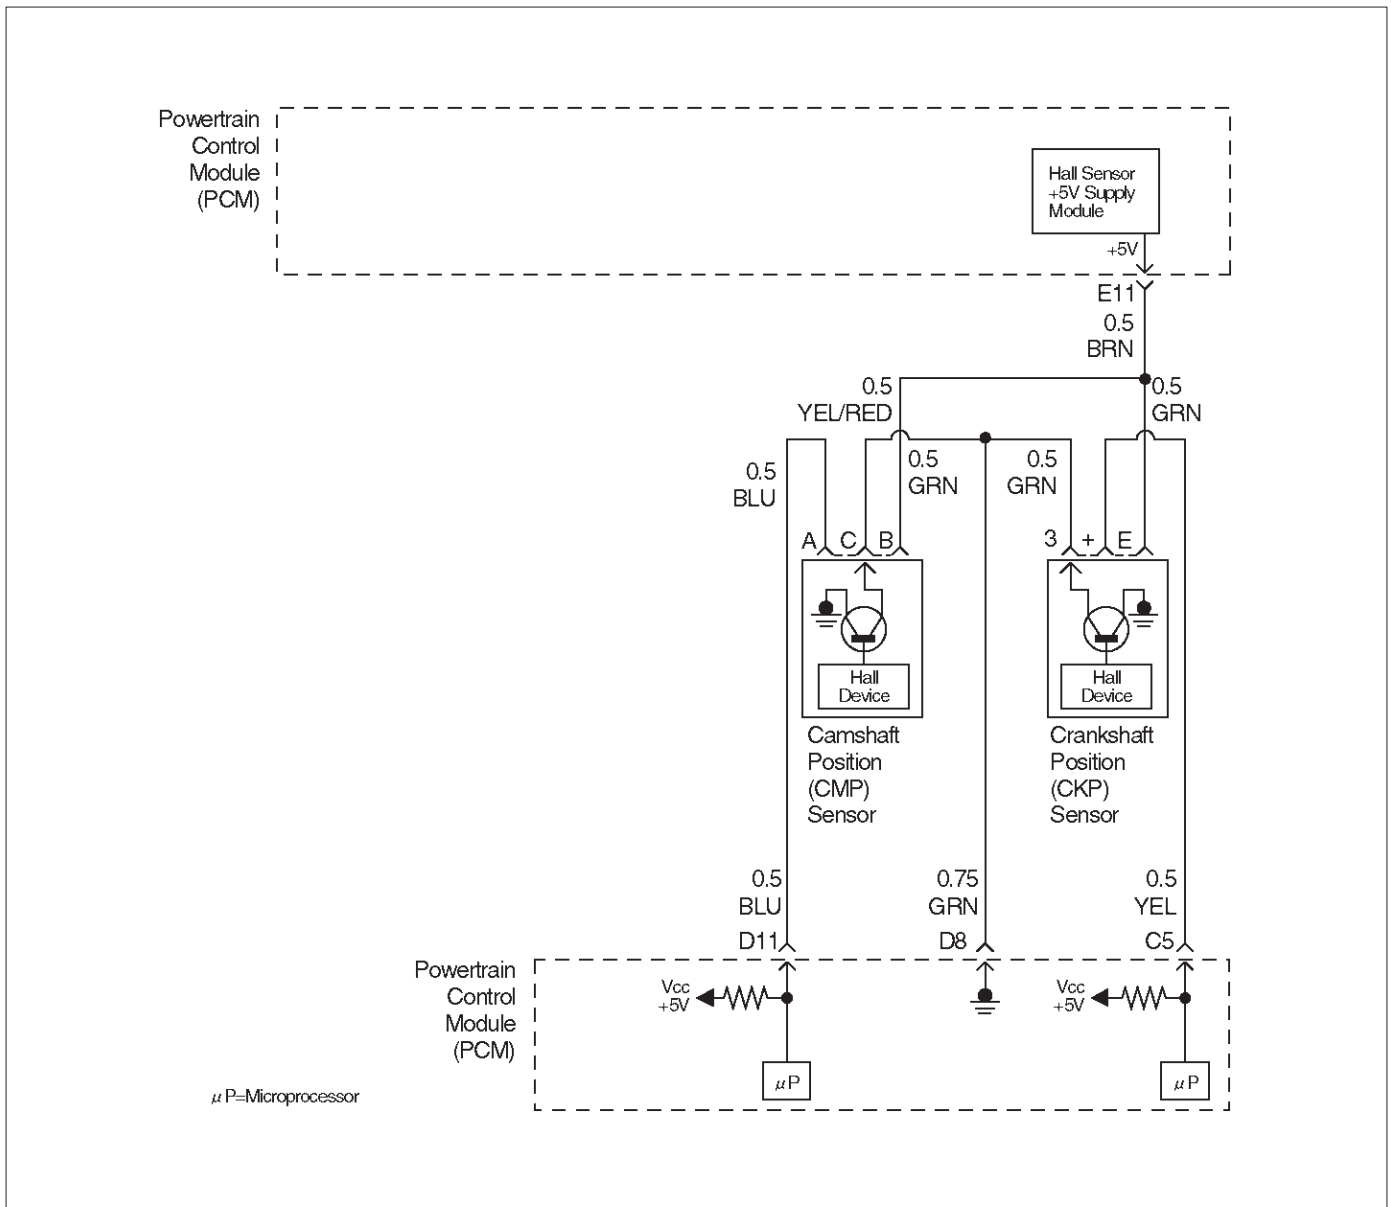 Powertrain
Control
Module
(PCM)
Hall Sensor
+5V Supply
Module
+5V
E11
0.5
BRN
0.5
YEL/RED
0.5
GRN
0.5
BLU
0.5
GRN
0.5
GRN
A C B
3 + E
Hall
Device
Hall
Device
Camshaft
Position
(CMP)
Sensor
Crankshaft
Position
(CKP)
Sensor
0.5
BLU
D11
0.75
GRN
D8
0.5
YEL
C5
Powertrain
Control
Module
(PCM)
Vcc
+5V
Vcc
+5V
μP
μP
μP=Microprocessor